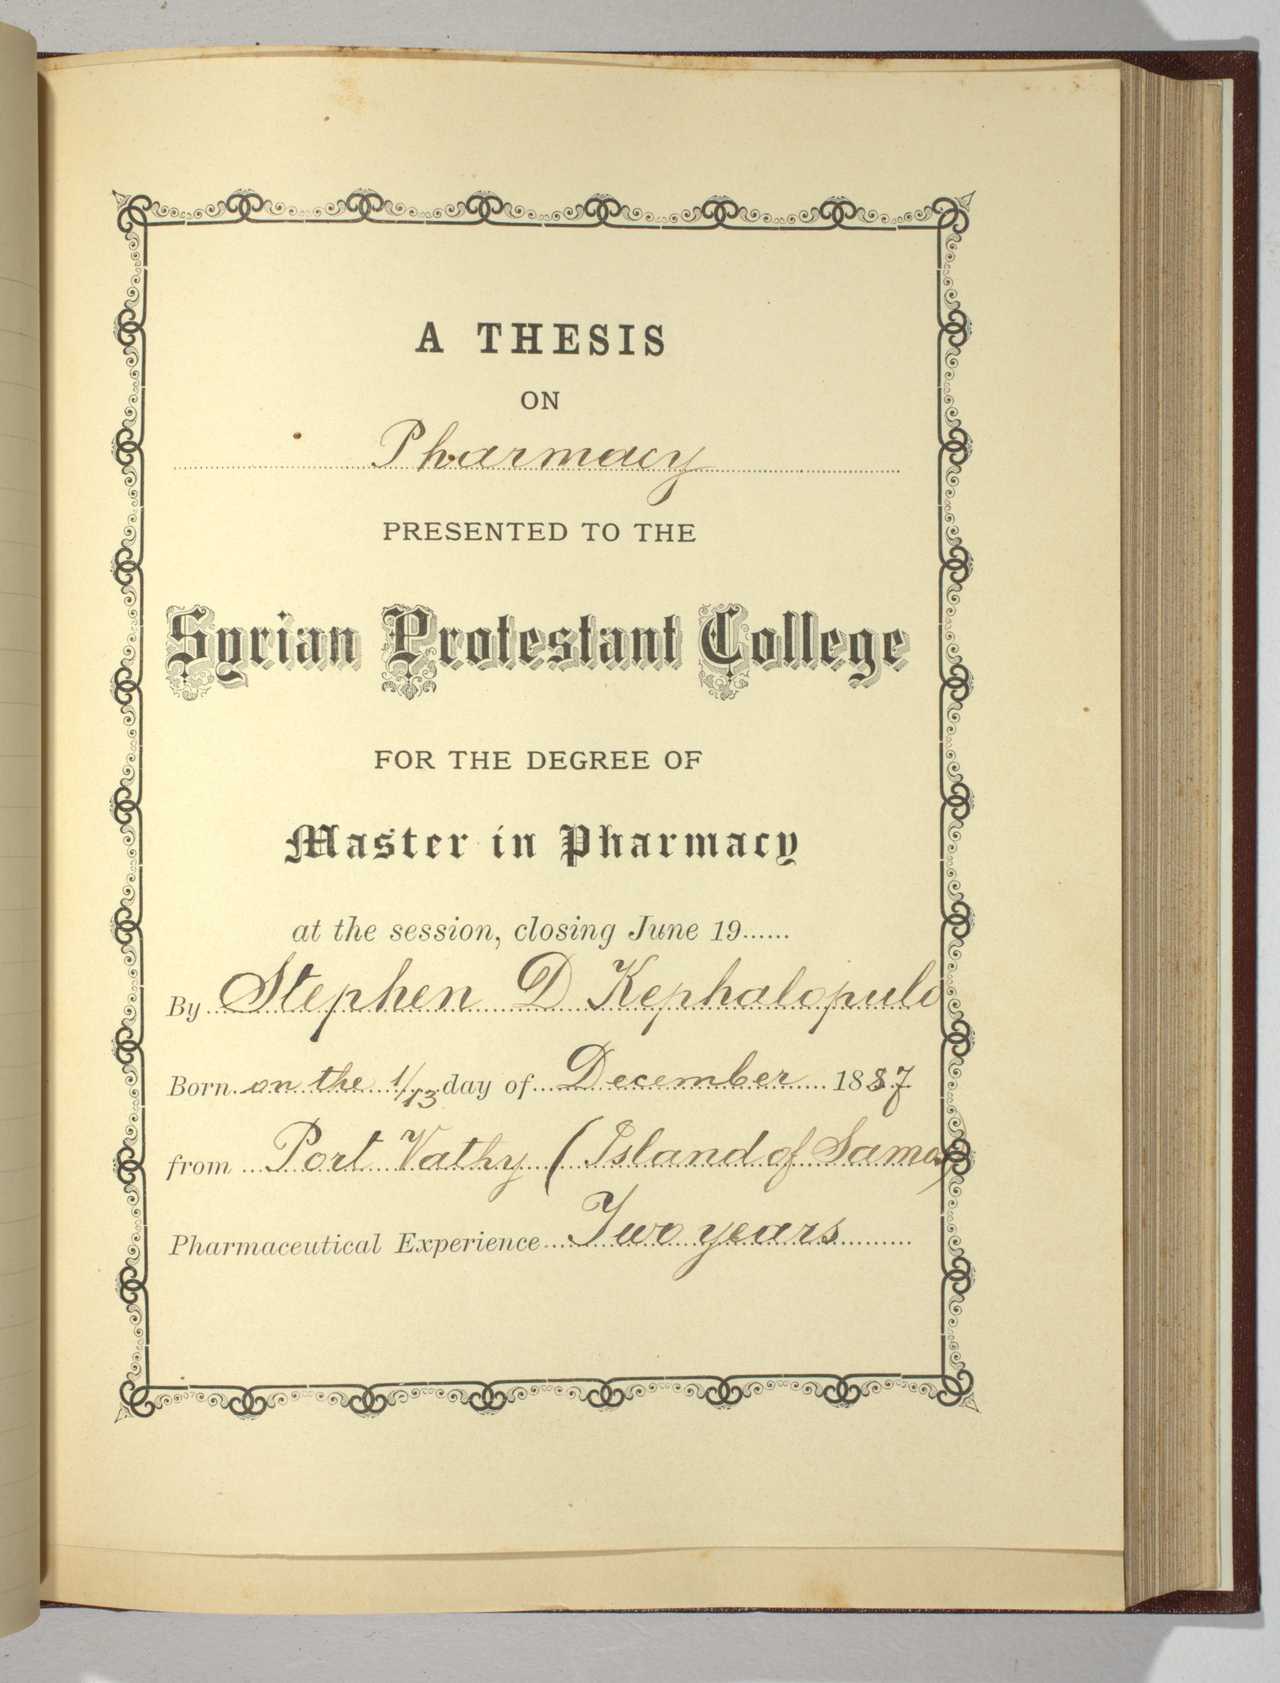 A THESIS
ON
Pharmacy
PRESENTED TO THE
Syrian Protestant College
FOR THE DEGREE OF
Master in Pharmacy
at the session, closing June 19......
By Stephen D Kephalopulo
Born on the 1/13 day of December 1887
from Port Vathy (Island of Samos)
Pharmaceutical Experience Two years